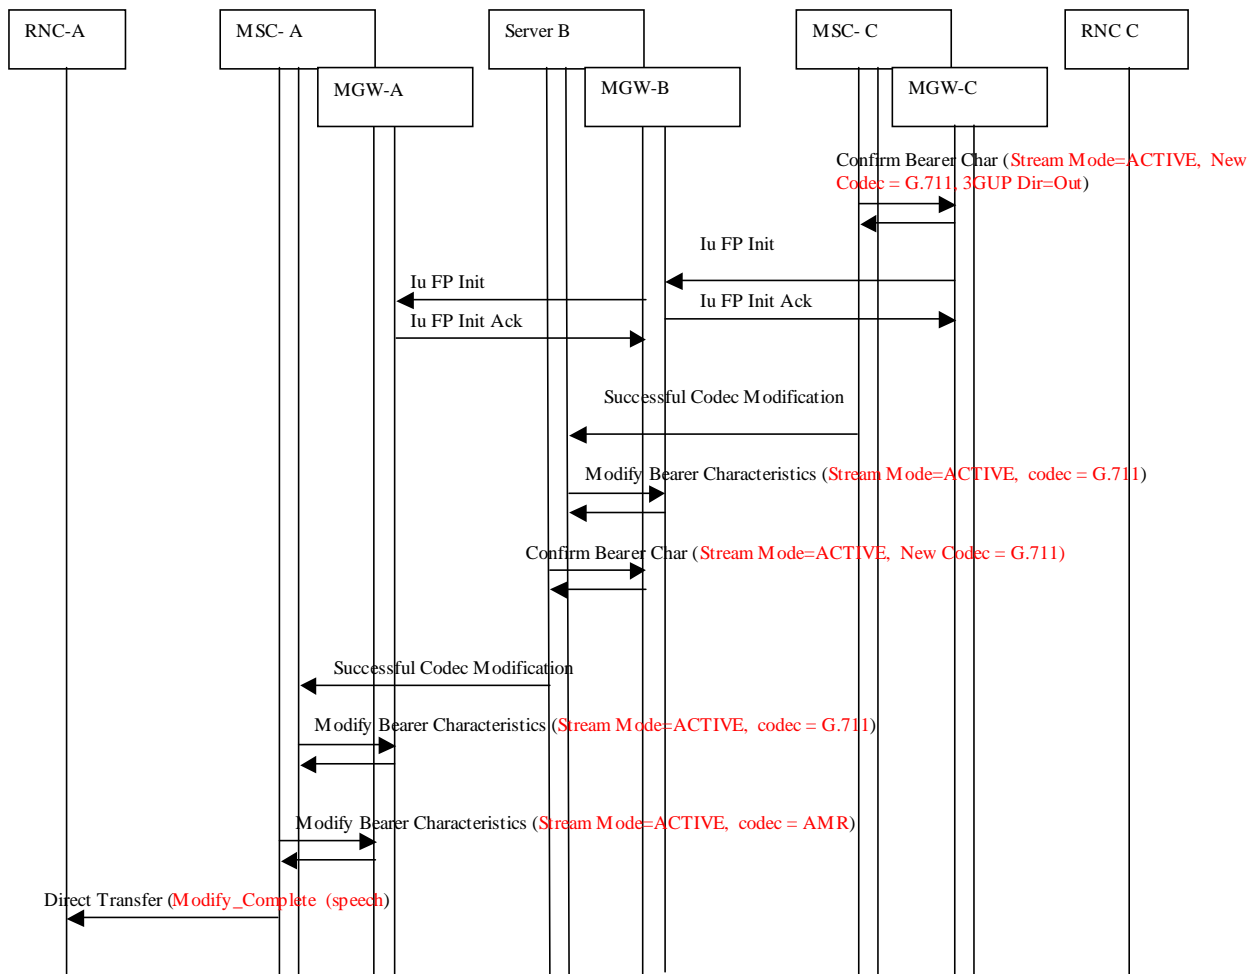 RNC-A
MSC- A
Server B
MSC- C
RNC C
MGW-A
MGW-B
MGW-C
Confirm Bearer Char (Stream Mode=ACTIVE, New
Codec = G.711, 3GUP Dir=Out)
Iu FP Init
Iu FP Init
Iu FP Init Ack
Iu FP Init Ack
Successful Codec Modification
Modify Bearer Characteristics (Stream Mode=ACTIVE, codec = G.711)
Confirm Bearer Char (Stream Mode=ACTIVE, New Codec = G.711)
Successful Codec Modification
Modify Bearer Characteristics (Stream Mode=ACTIVE, codec = G.711)
Modify Bearer Characteristics (Stream Mode=ACTIVE, codec = AMR)
Direct Transfer (Modify_Complete (speech)